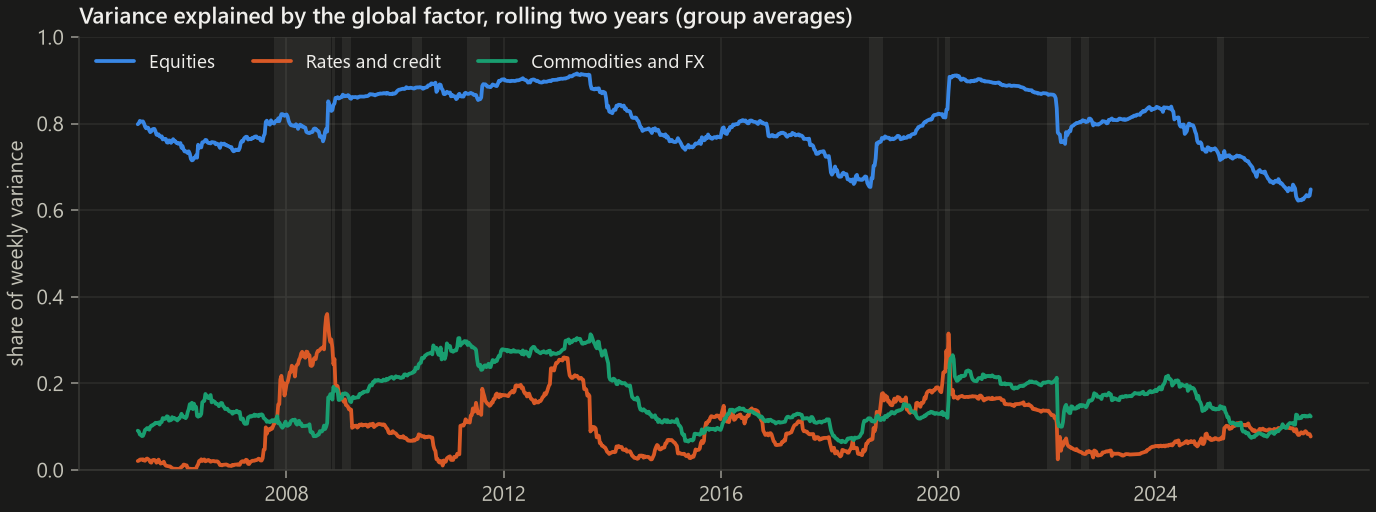 Variance explained by the global factor, rolling two years (group averages)
1.0
Equities Rates and credit Commodities and FX
0.8
0.6
0.4
0.2
0.0
share of weekly variance
2008 2012 2016 2020 2024